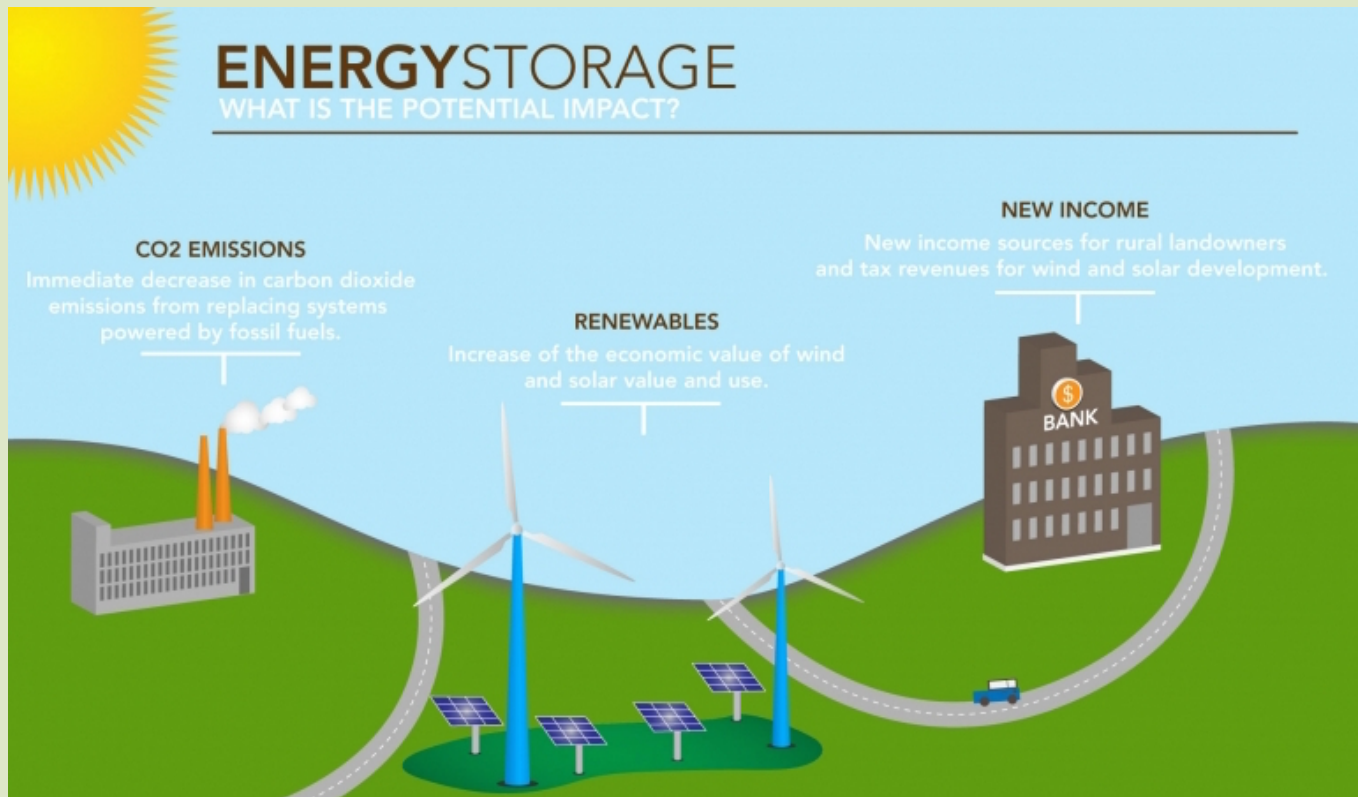 ENERGYSTORAGE
WHAT IS THE POTENTIAL IMPACT?
CO2 EMISSIONS
Immediate decrease in carbon dioxide
emissions from replacing systems
powered by fossil fuels.
RENEWABLES
Increase of the economic value of wind
and solar value and use.
NEW INCOME
New income sources for rural landowners
and tax revenues for wind and solar development.
$
BANK